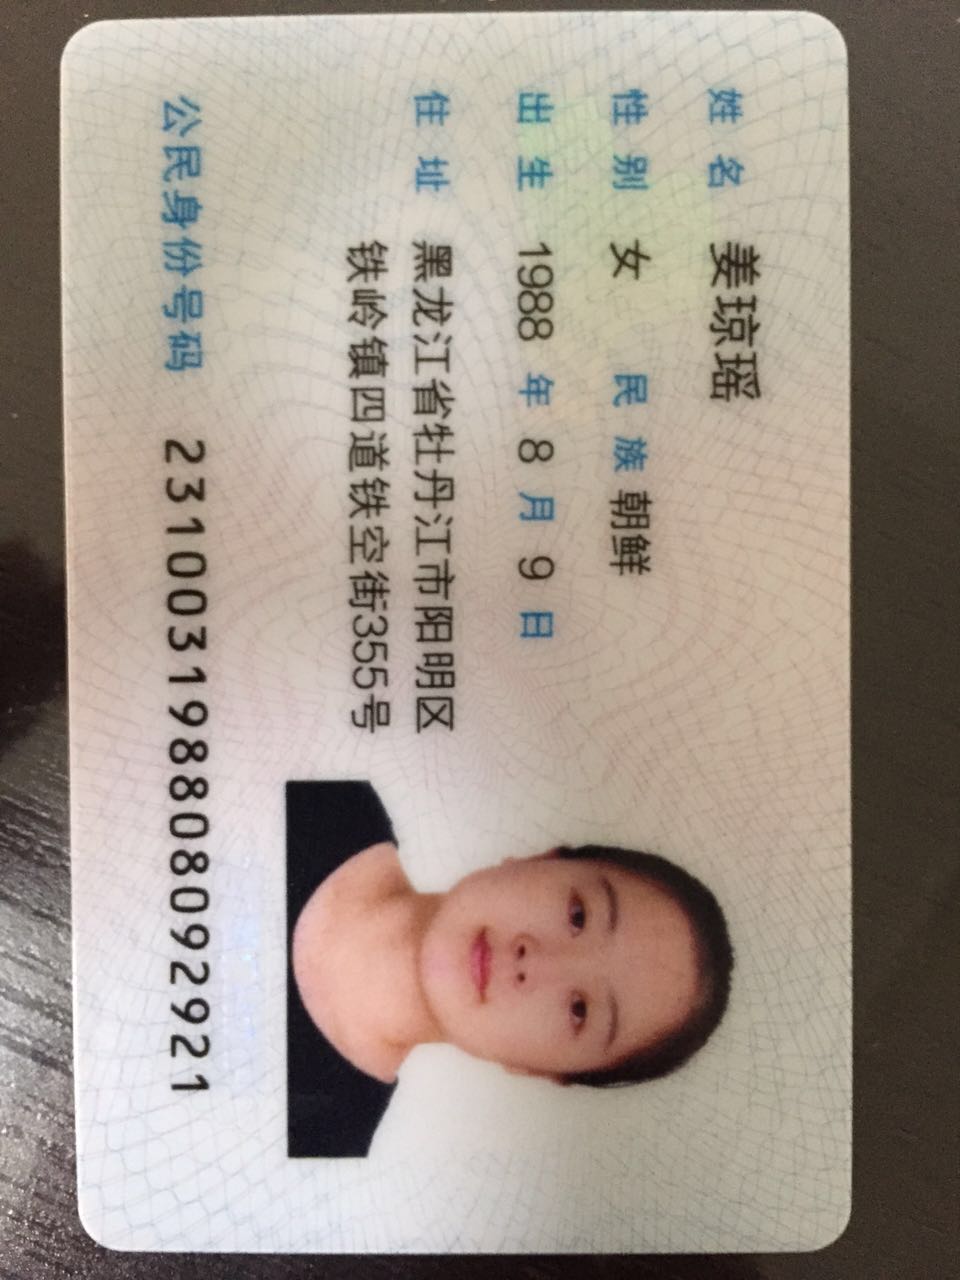 姓名 姜琼瑶
性别 女 民族 朝鲜
出生 1988 年 8 月 9 日
住址 黑龙江省牡丹江市阳明区
铁岭镇四道铁空街355号
公民身份号码 231003198808092921